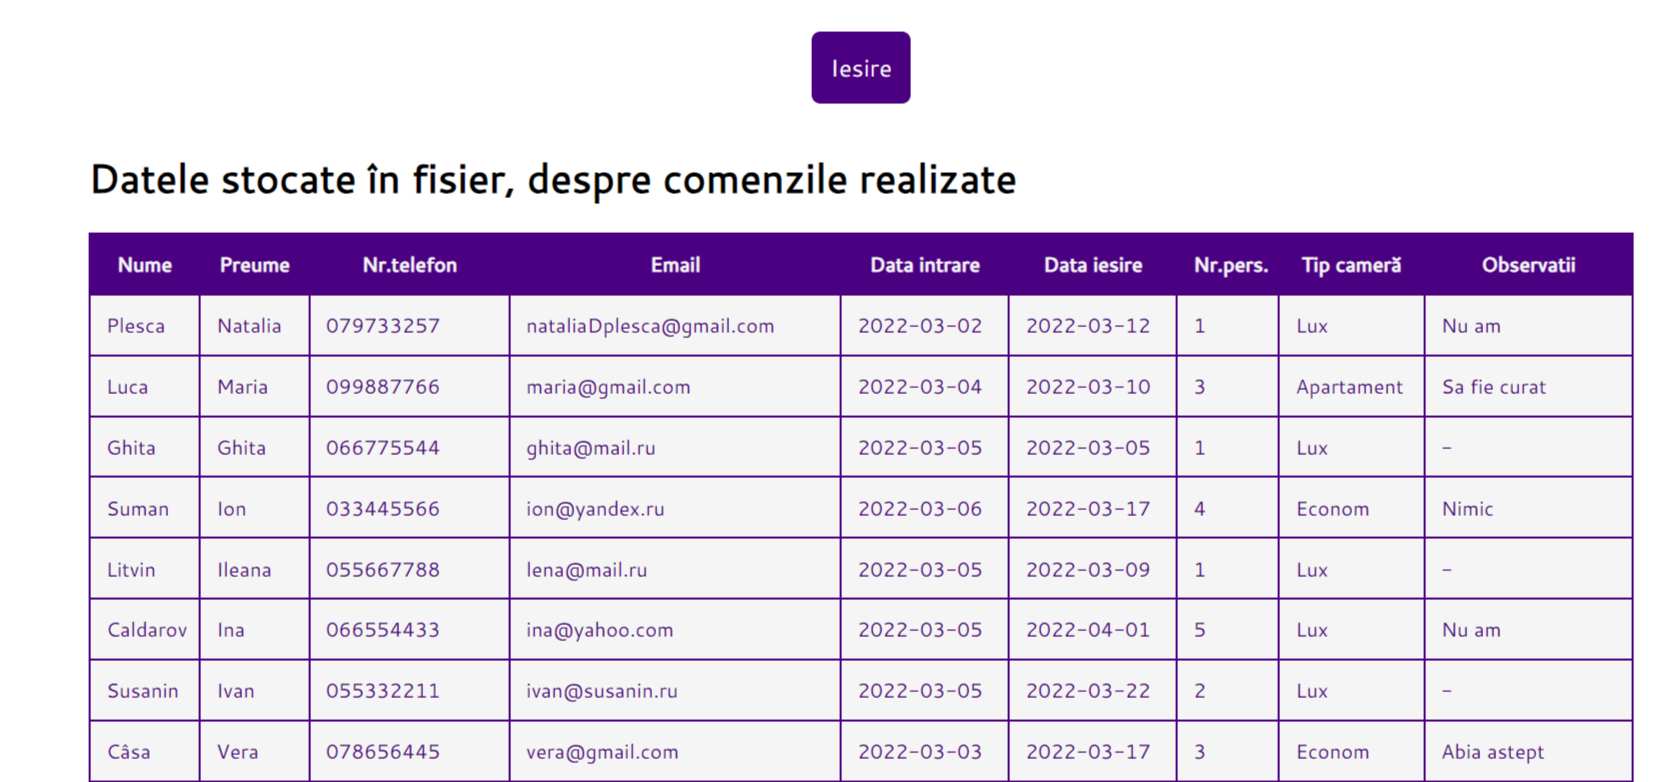 Iesire
Datele stocate în fisier, despre comenzile realizate
Nume Preume Nr.telefon Email Data intrare Data iesire Nr.pers. Tip cameră Observatii
Plesca Natalia 079733257 nataliaDplesca@gmail.com 2022-03-02 2022-03-12 1 Lux Nu am
Luca Maria 099887766 maria@gmail.com 2022-03-04 2022-03-10 3 Apartament Sa fie curat
Ghita Ghita 066775544 ghita@mail.ru 2022-03-05 2022-03-05 1 Lux -
Suman Ion 033445566 ion@yandex.ru 2022-03-06 2022-03-17 4 Econom Nimic
Litvin Ileana 055667788 lena@mail.ru 2022-03-05 2022-03-09 1 Lux -
Caldarov Ina 066554433 ina@yahoo.com 2022-03-05 2022-04-01 5 Lux Nu am
Susanin Ivan 055332211 ivan@susanin.ru 2022-03-05 2022-03-22 2 Lux -
Câsa Vera 078656445 vera@gmail.com 2022-03-03 2022-03-17 3 Econom Abia astept